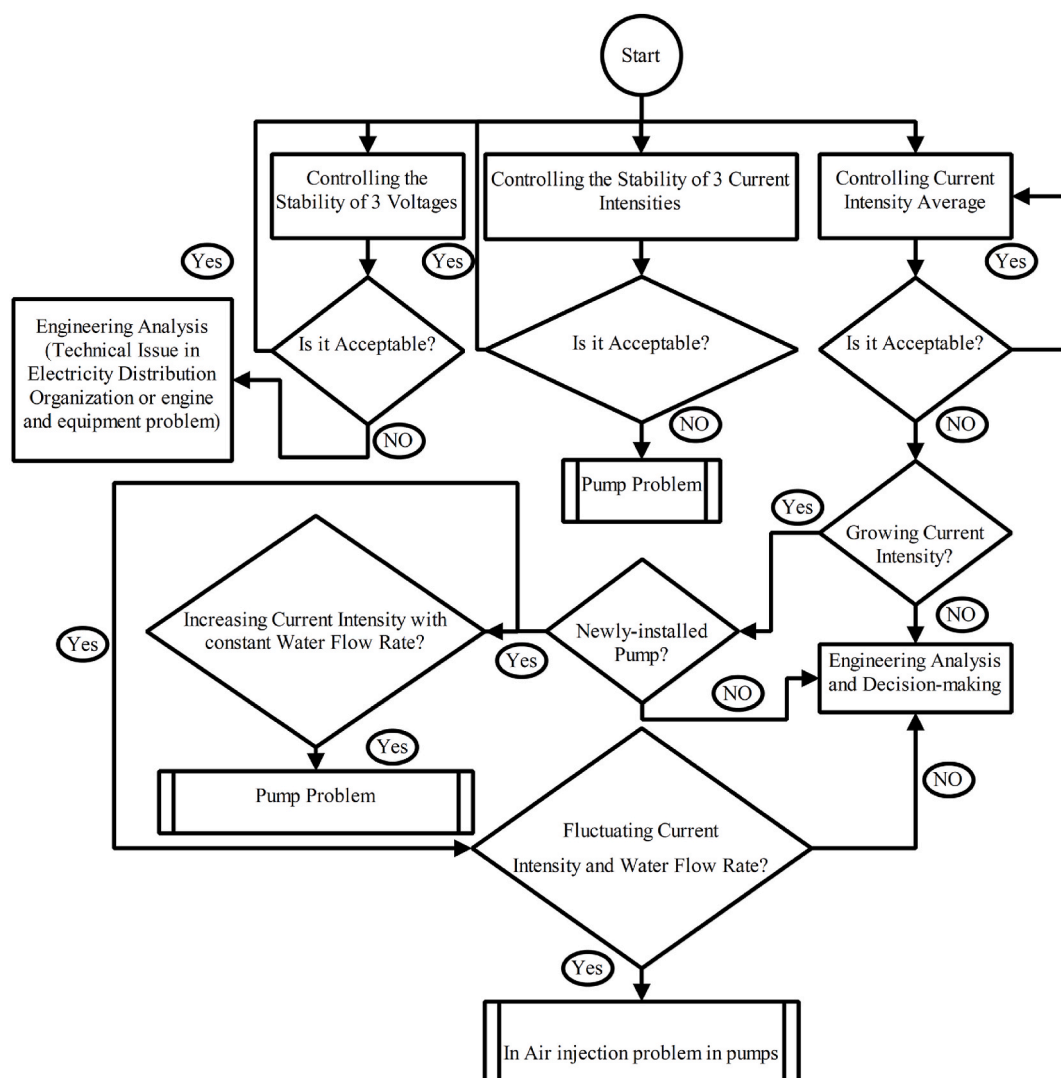 Start
Controlling the
Stability of 3 Voltages
Controlling the Stability of 3 Current
Intensities
Controlling Current
Intensity Average
Yes
Yes
Yes
Engineering Analysis
(Technical Issue in
Electricity Distribution
Organization or engine
and equipment problem)
Is it Acceptable?
Is it Acceptable?
Is it Acceptable?
NO
NO
NO
Pump Problem
Yes
Growing Current
Intensity?
Increasing Current Intensity with
constant Water Flow Rate?
Newly-installed
Pump?
NO
Yes
Yes
Engineering Analysis
and Decision-making
NO
Yes
Pump Problem
NO
Fluctuating Current
Intensity and Water Flow Rate?
Yes
In Air injection problem in pumps